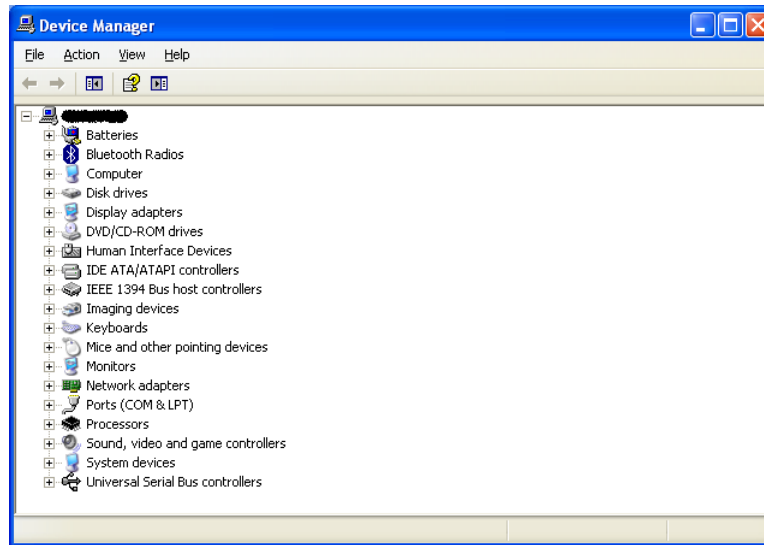 Device Manager
File Action View Help
Batteries
Bluetooth Radios
Computer
Disk drives
Display adapters
DVD/CD-ROM drives
Human Interface Devices
IDE ATA/ATAPI controllers
IEEE 1394 Bus host controllers
Imaging devices
Keyboards
Mice and other pointing devices
Monitors
Network adapters
Ports (COM & LPT)
Processors
Sound, video and game controllers
System devices
Universal Serial Bus controllers